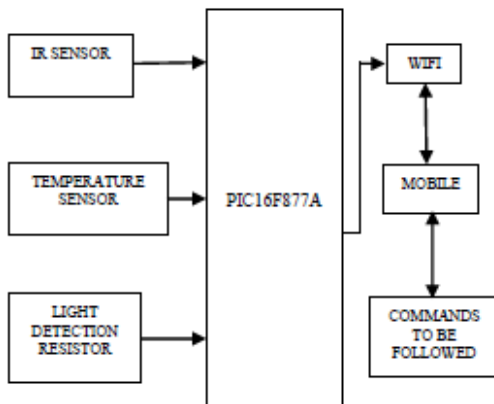 IR SENSOR
TEMPERATURE
SENSOR
LIGHT
DETECTION
RESISTOR
PIC16F877A
WIFI
MOBILE
COMMANDS
TO BE
FOLLOWED